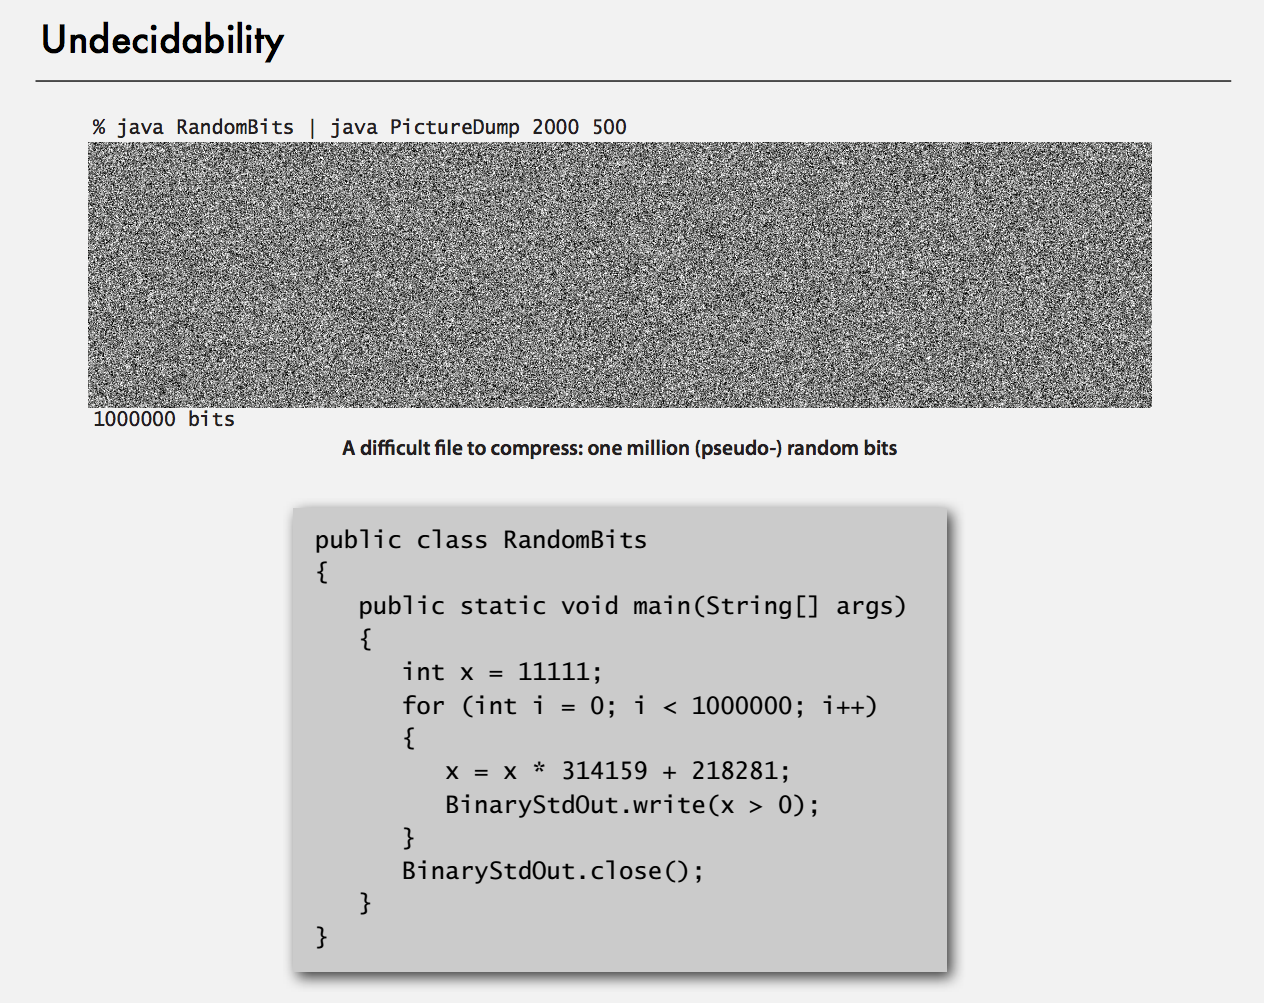 Undecidability
% java RandomBits | java PictureDump 2000 500
1000000 bits
A difficult file to compress: one million (pseudo-) random bits
public class RandomBits
{
   public static void main(String[] args)
   {
      int x = 11111;
      for (int i = 0; i < 1000000; i++)
      {
         x = x * 314159 + 218281;
         BinaryStdOut.write(x > 0);
      }
      BinaryStdOut.close();
   }
}